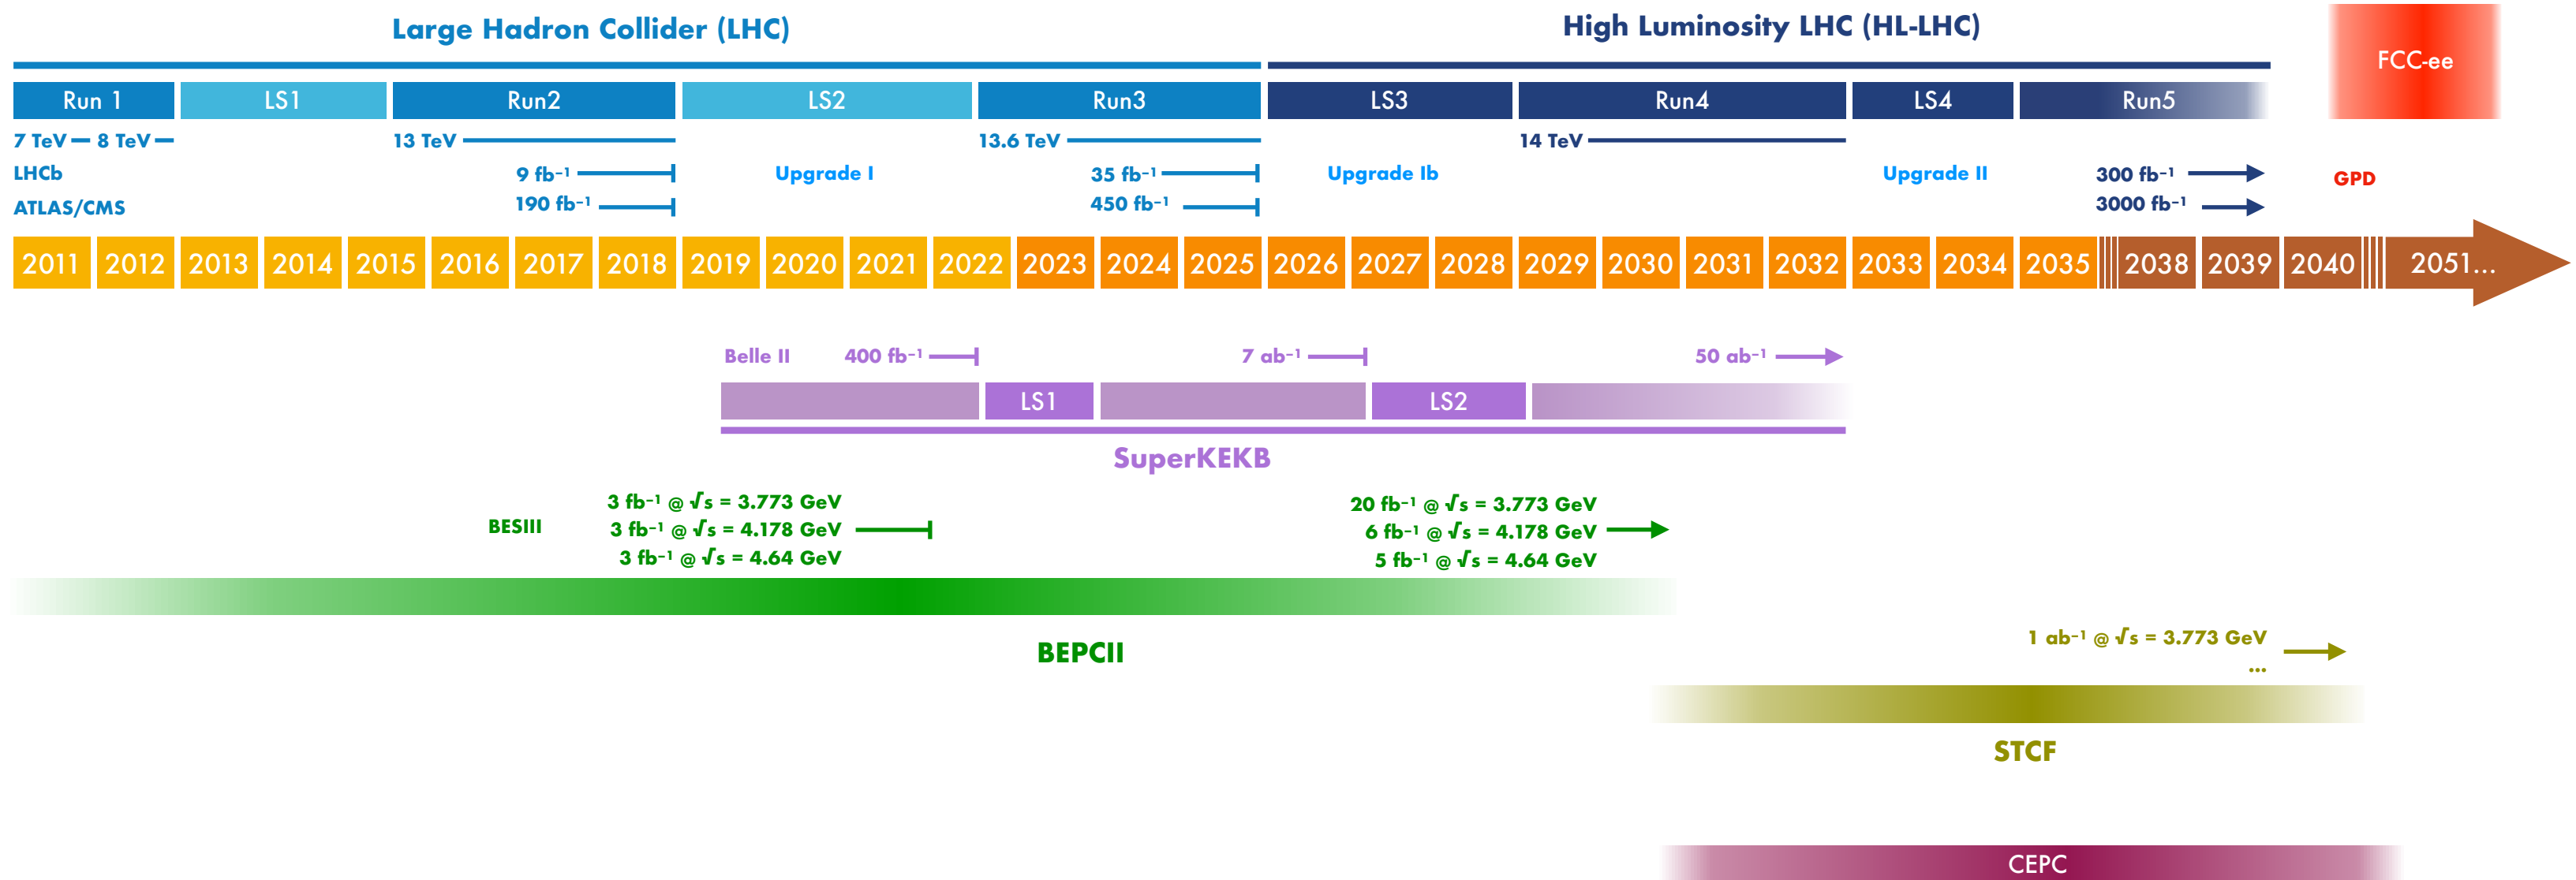 Large Hadron Collider (LHC)
High Luminosity LHC (HL-LHC)
FCC-ee
Run 1 LS1 Run2 LS2 Run3 LS3 Run4 LS4 Run5
7 TeV 8 TeV 13 TeV 13.6 TeV 14 TeV
LHCb 9 fb⁻¹ Upgrade I 35 fb⁻¹ Upgrade Ib Upgrade II 300 fb⁻¹ GPD
ATLAS/CMS 190 fb⁻¹ 450 fb⁻¹ 3000 fb⁻¹
2011 2012 2013 2014 2015 2016 2017 2018 2019 2020 2021 2022 2023 2024 2025 2026 2027 2028 2029 2030 2031 2032 2033 2034 2035 2038 2039 2040 2051...
Belle II 400 fb⁻¹ 7 ab⁻¹ 50 ab⁻¹
LS1 LS2
SuperKEKB
3 fb⁻¹ @ √s = 3.773 GeV 20 fb⁻¹ @ √s = 3.773 GeV
BESIII 3 fb⁻¹ @ √s = 4.178 GeV 6 fb⁻¹ @ √s = 4.178 GeV
3 fb⁻¹ @ √s = 4.64 GeV 5 fb⁻¹ @ √s = 4.64 GeV
BEPCII
1 ab⁻¹ @ √s = 3.773 GeV
...
STCF
CEPC